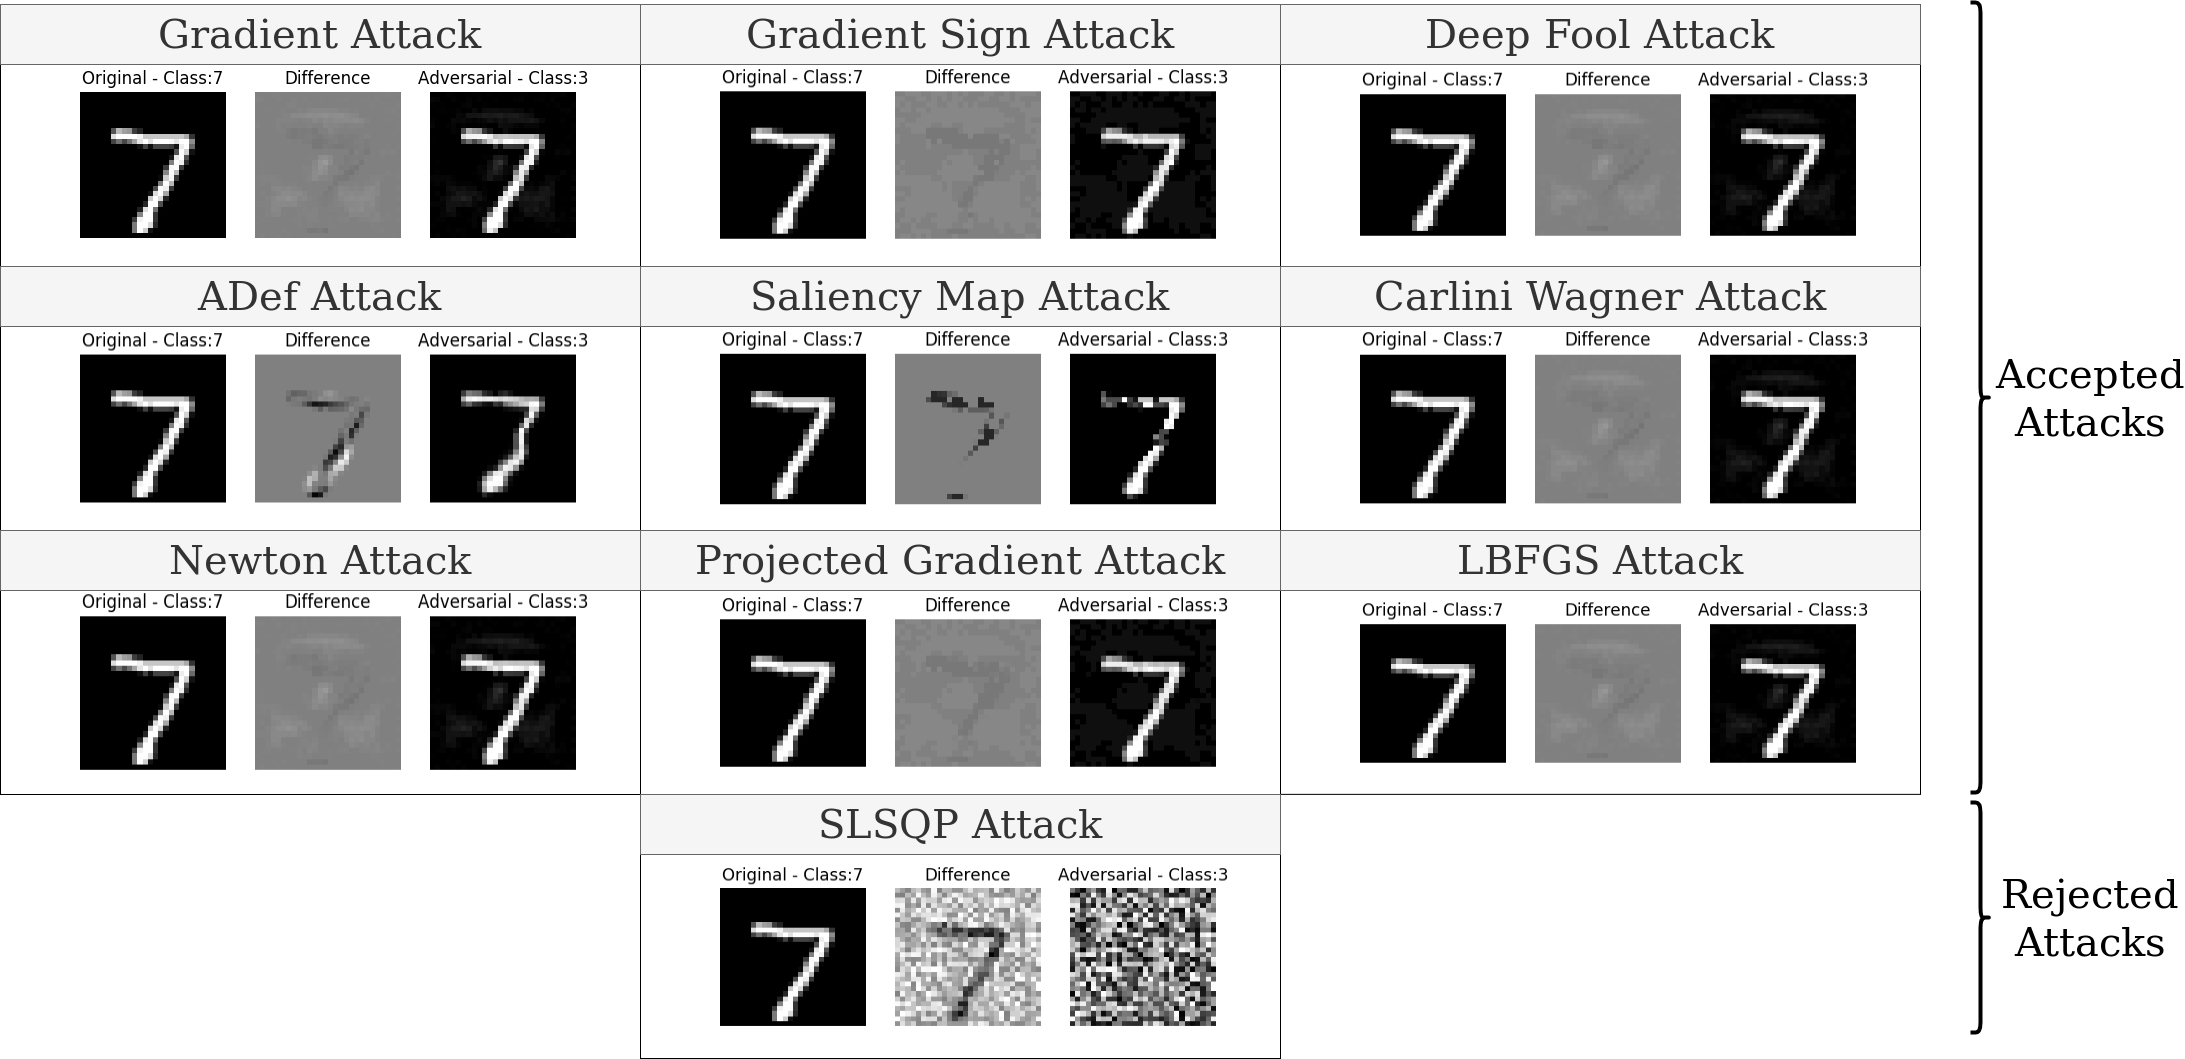 Gradient Attack
Original - Class:7 Difference Adversarial - Class:3
Gradient Sign Attack
Original - Class:7 Difference Adversarial - Class:3
Deep Fool Attack
Original - Class:7 Difference Adversarial - Class:3
ADef Attack
Original - Class:7 Difference Adversarial - Class:3
Saliency Map Attack
Original - Class:7 Difference Adversarial - Class:3
Carlini Wagner Attack
Original - Class:7 Difference Adversarial - Class:3
Newton Attack
Original - Class:7 Difference Adversarial - Class:3
Projected Gradient Attack
Original - Class:7 Difference Adversarial - Class:3
LBFGS Attack
Original - Class:7 Difference Adversarial - Class:3
Accepted
Attacks
SLSQP Attack
Original - Class:7 Difference Adversarial - Class:3
Rejected
Attacks